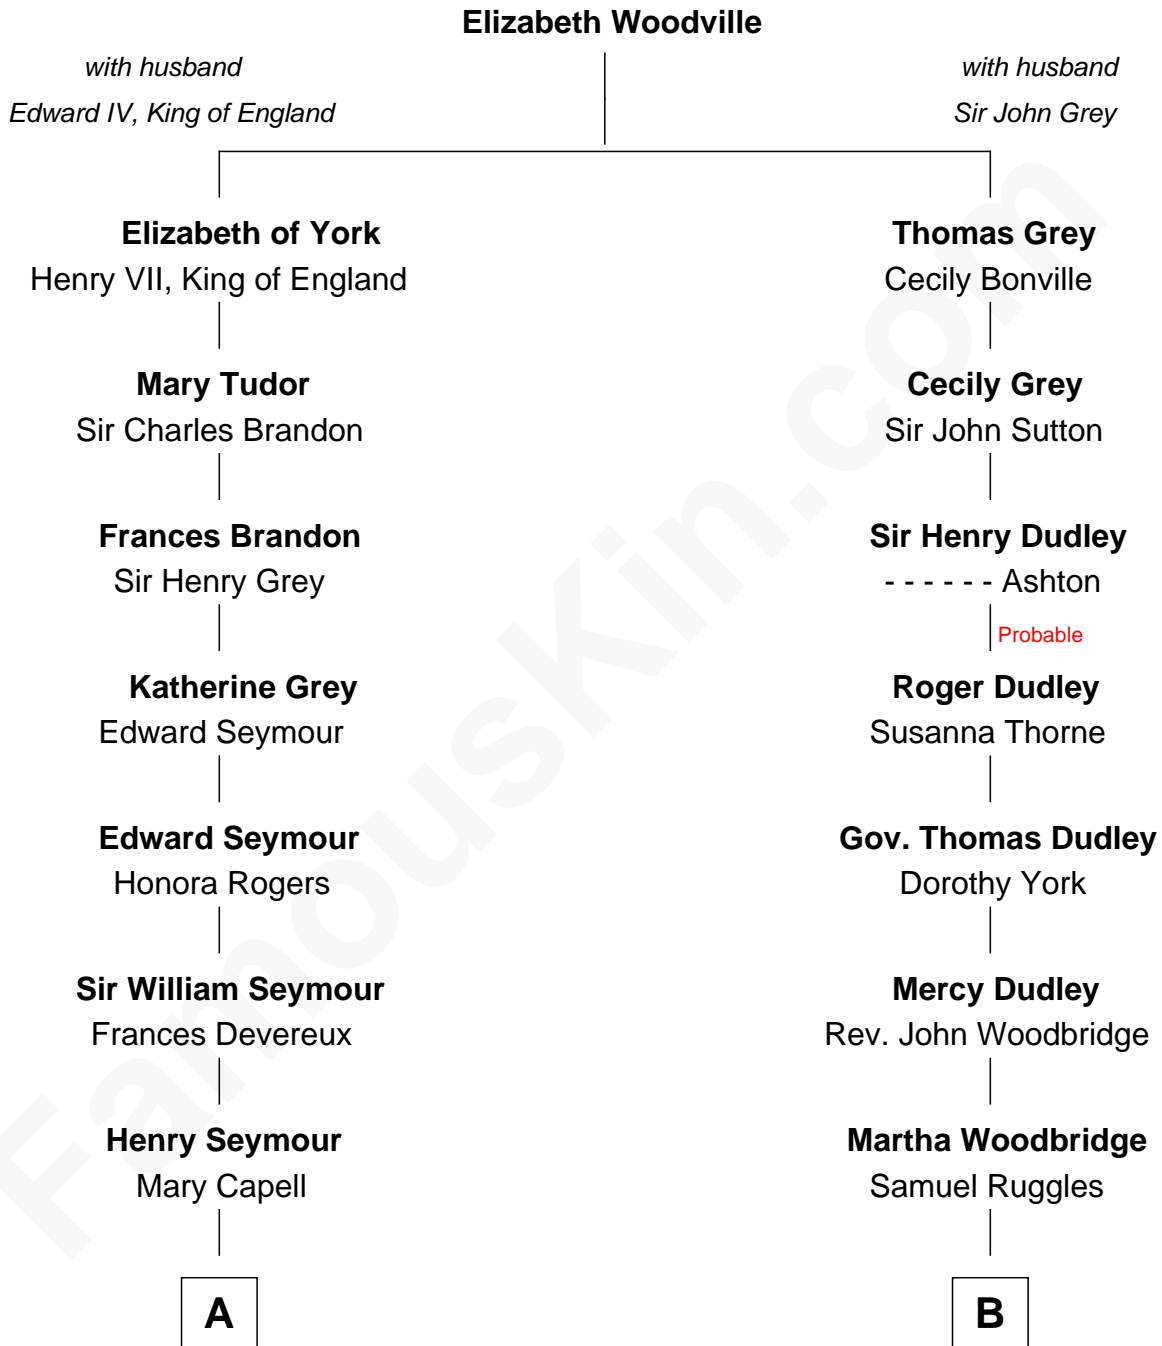 Elizabeth Woodville
with husband
Edward IV, King of England
with husband
Sir John Grey
Elizabeth of York
Henry VII, King of England
Thomas Grey
Cecily Bonville
Mary Tudor
Sir Charles Brandon
Cecily Grey
Sir John Sutton
Frances Brandon
Sir Henry Grey
Sir Henry Dudley
- - - - - - Ashton
Probable
Katherine Grey
Edward Seymour
Roger Dudley
Susanna Thorne
Edward Seymour
Honora Rogers
Gov. Thomas Dudley
Dorothy York
Sir William Seymour
Frances Devereux
Mercy Dudley
Rev. John Woodbridge
Henry Seymour
Mary Capell
Martha Woodbridge
Samuel Ruggles
A
B
FamousKin.com